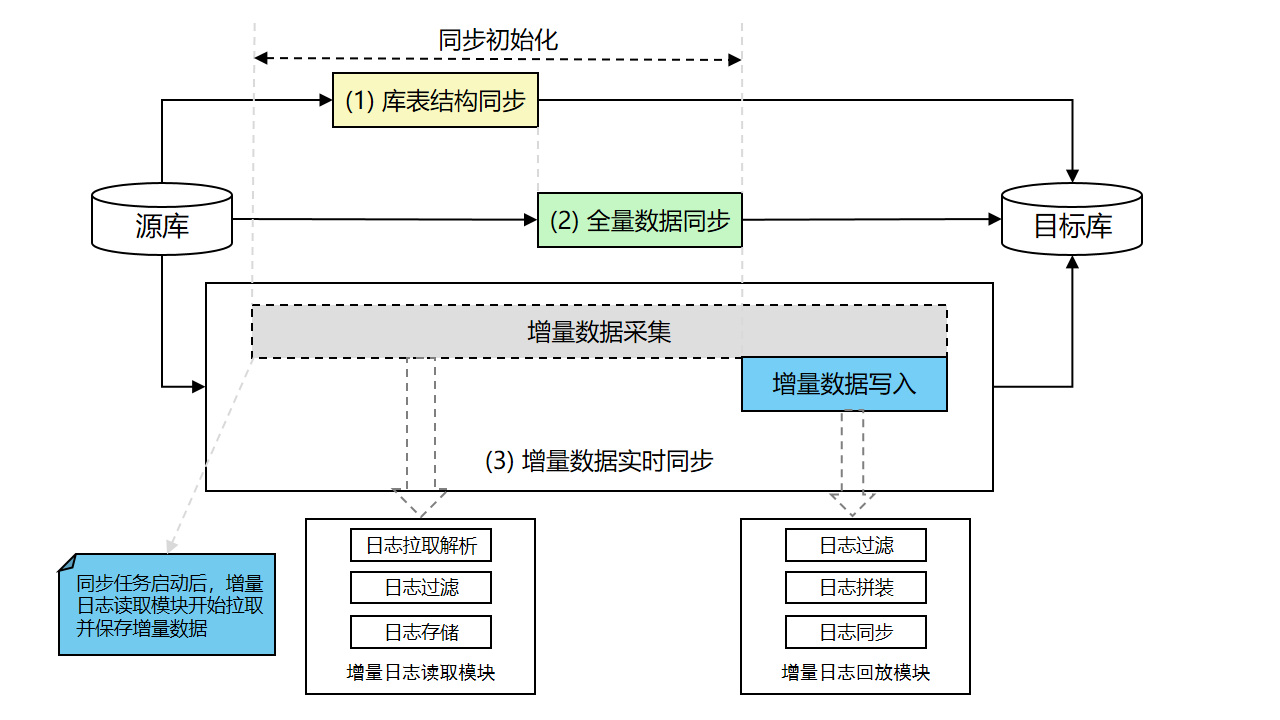 同步初始化
(1) 库表结构同步
源库
(2) 全量数据同步
目标库
增量数据采集
增量数据写入
(3) 增量数据实时同步
同步任务启动后，增量
日志读取模块开始拉取
并保存增量数据
日志拉取解析
日志过滤
日志存储
增量日志读取模块
日志过滤
日志拼装
日志同步
增量日志回放模块